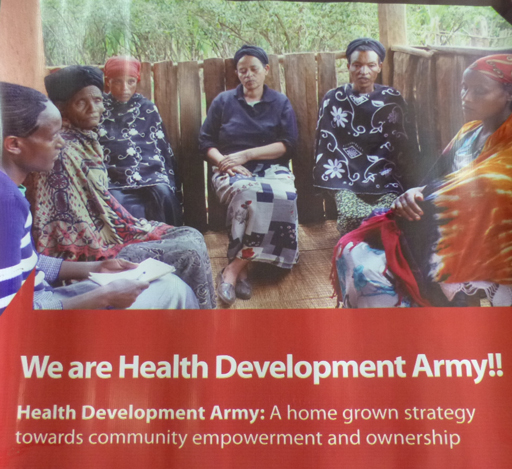 We are Health Development Army!!
Health Development Army: A home grown strategy
towards community empowerment and ownership